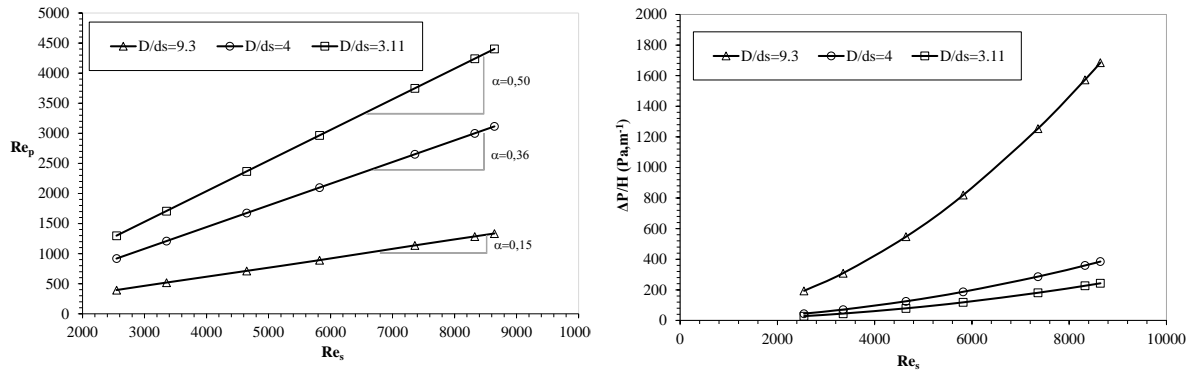 5000
4500
4000
3500
3000
2500
2000
1500
1000
500
0
Reₚ
D/ds=9.3 D/ds=4 D/ds=3.11
α=0,50
α=0,36
α=0,15
2000 3000 4000 5000 6000 7000 8000 9000 1000
Reₛ
2000
1800
1600
1400
1200
1000
800
600
400
200
0
ΔP/H (Pa,m⁻¹)
D/ds=9.3 D/ds=4 D/ds=3.11
0 2000 4000 6000 8000 10000
Reₛ